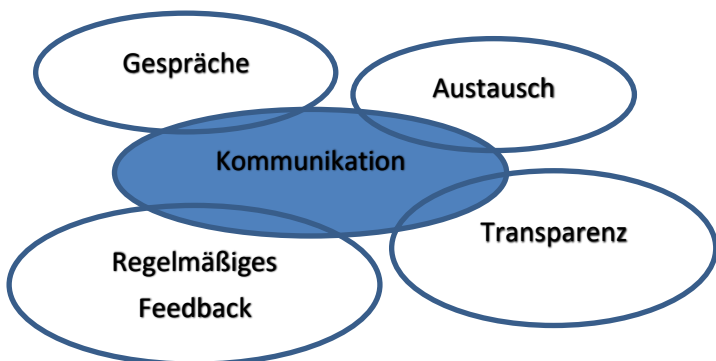 Gespräche
Austausch
Kommunikation
Transparenz
Regelmäßiges
Feedback